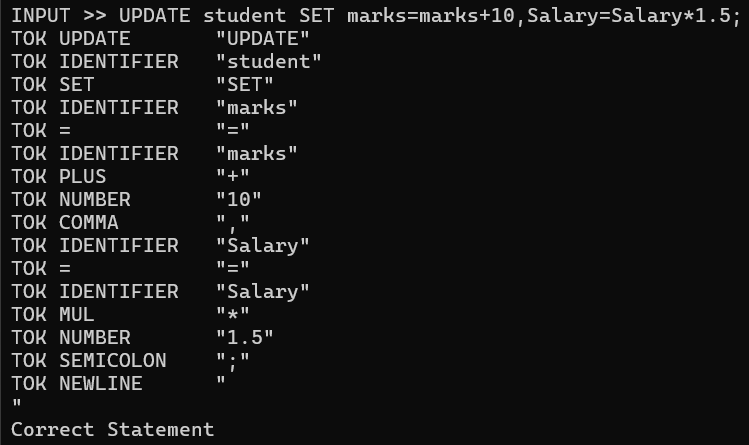 INPUT >> UPDATE student SET marks=marks+10,Salary=Salary*1.5;
TOK UPDATE       "UPDATE"
TOK IDENTIFIER   "student"
TOK SET          "SET"
TOK IDENTIFIER   "marks"
TOK =            "="
TOK IDENTIFIER   "marks"
TOK PLUS         "+"
TOK NUMBER       "10"
TOK COMMA        ","
TOK IDENTIFIER   "Salary"
TOK =            "="
TOK IDENTIFIER   "Salary"
TOK MUL          "*"
TOK NUMBER       "1.5"
TOK SEMICOLON    ";"
TOK NEWLINE      "
"
Correct Statement